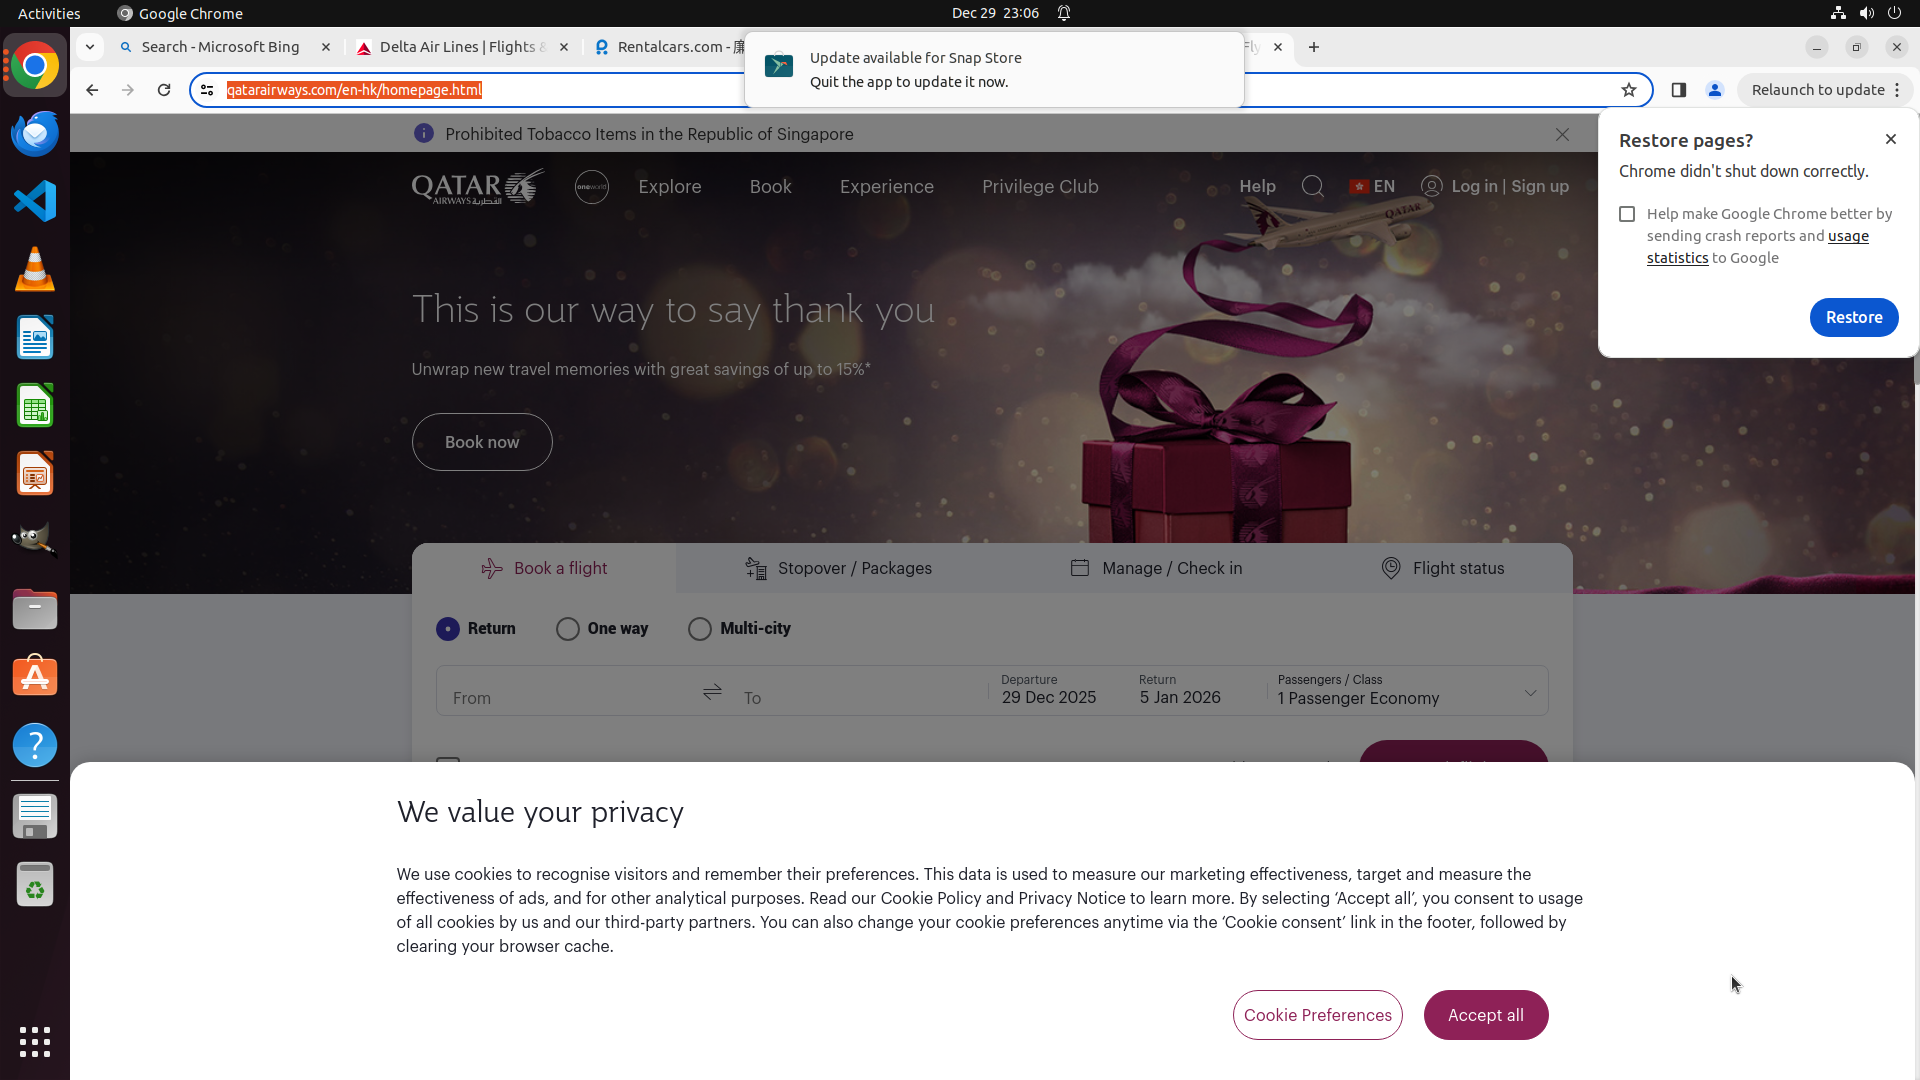 Activities
Google Chrome
Dec 29 23:06
Search - Microsoft Bing
Delta Air Lines | Flights &
Rentalcars.com - 廉
Fly
Update available for Snap Store
Quit the app to update it now.
qatarairways.com/en-hk/homepage.html
Relaunch to update
Prohibited Tobacco Items in the Republic of Singapore
Restore pages?
Chrome didn't shut down correctly.
Help make Google Chrome better by
sending crash reports and usage
statistics to Google
Restore
QATAR
AIRWAYS القطرية
oneworld
Explore
Book
Experience
Privilege Club
Help
EN
Log in | Sign up
QATAR
This is our way to say thank you
Unwrap new travel memories with great savings of up to 15%*
Book now
Book a flight
Stopover / Packages
Manage / Check in
Flight status
Return
One way
Multi-city
From
To
Departure
29 Dec 2025
Return
5 Jan 2026
Passengers / Class
1 Passenger Economy
We value your privacy
We use cookies to recognise visitors and remember their preferences. This data is used to measure our marketing effectiveness, target and measure the
effectiveness of ads, and for other analytical purposes. Read our Cookie Policy and Privacy Notice to learn more. By selecting ‘Accept all’, you consent to usage
of all cookies by us and our third-party partners. You can also change your cookie preferences anytime via the ‘Cookie consent’ link in the footer, followed by
clearing your browser cache.
Cookie Preferences
Accept all